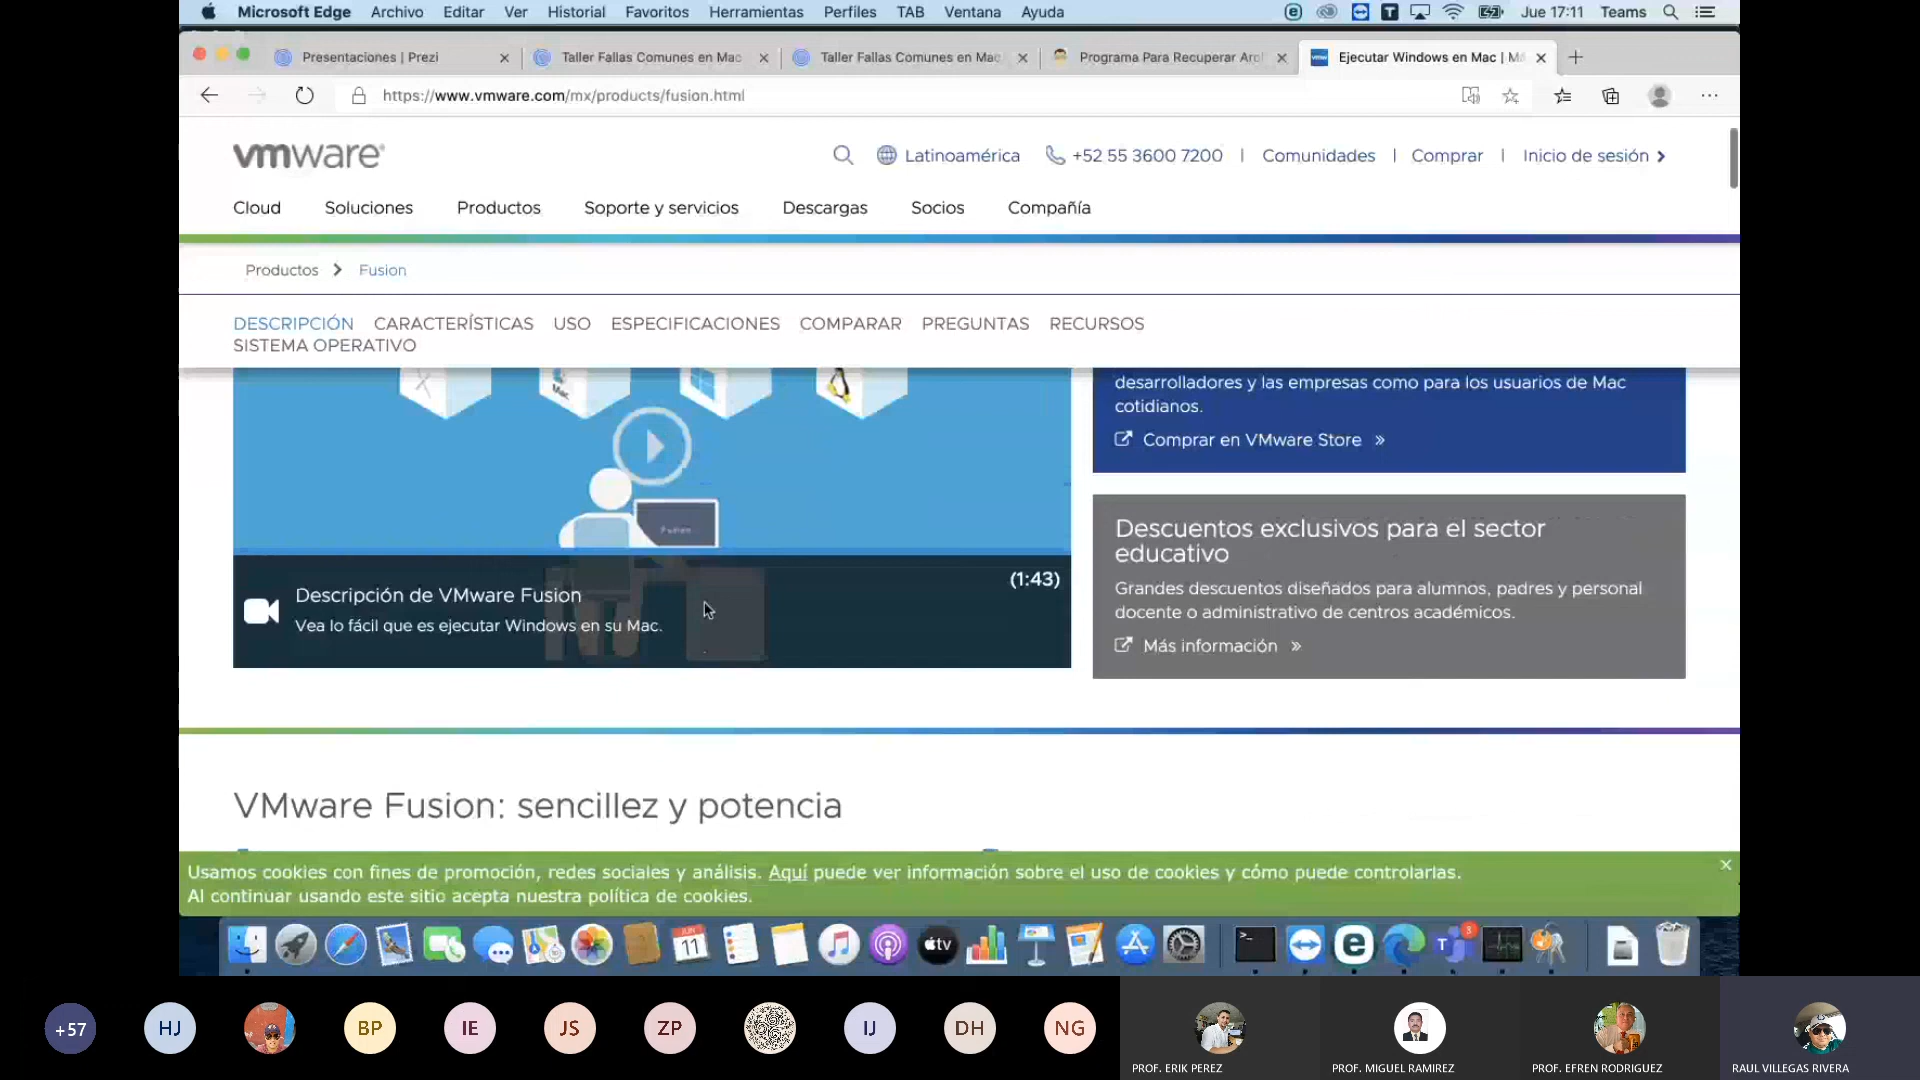 Microsoft Edge Archivo Editar Ver Historial Favoritos Herramientas Perfiles TAB Ventana Ayuda Jue 17:11 Teams
Presentaciones | Prezi Taller Fallas Comunes en Mac Taller Fallas Comunes en Mac Programa Para Recuperar Ejecutar Windows en Mac |
https://www.vmware.com/mx/products/fusion.html
vmware Latinoamérica +52 55 3600 7200 | Comunidades | Comprar | Inicio de sesión
Cloud Soluciones Productos Soporte y servicios Descargas Socios Compañía
Productos > Fusion
DESCRIPCIÓN CARACTERÍSTICAS USO ESPECIFICACIONES COMPARAR PREGUNTAS RECURSOS
SISTEMA OPERATIVO
desarrolladores y las empresas como para los usuarios de Mac
cotidianos.
Comprar en VMware Store »
Fusion
(1:43)
Descripción de VMware Fusion
Vea lo fácil que es ejecutar Windows en su Mac.
Descuentos exclusivos para el sector
educativo
Grandes descuentos diseñados para alumnos, padres y personal
docente o administrativo de centros académicos.
Más información »
VMware Fusion: sencillez y potencia
Usamos cookies con fines de promoción, redes sociales y análisis. Aquí puede ver información sobre el uso de cookies y cómo puede controlarlas.
Al continuar usando este sitio acepta nuestra política de cookies.
JUN
11
tv
3
+57 HJ BP IE JS ZP IJ DH NG
PROF. ERIK PEREZ PROF. MIGUEL RAMIREZ PROF. EFREN RODRIGUEZ RAUL VILLEGAS RIVERA